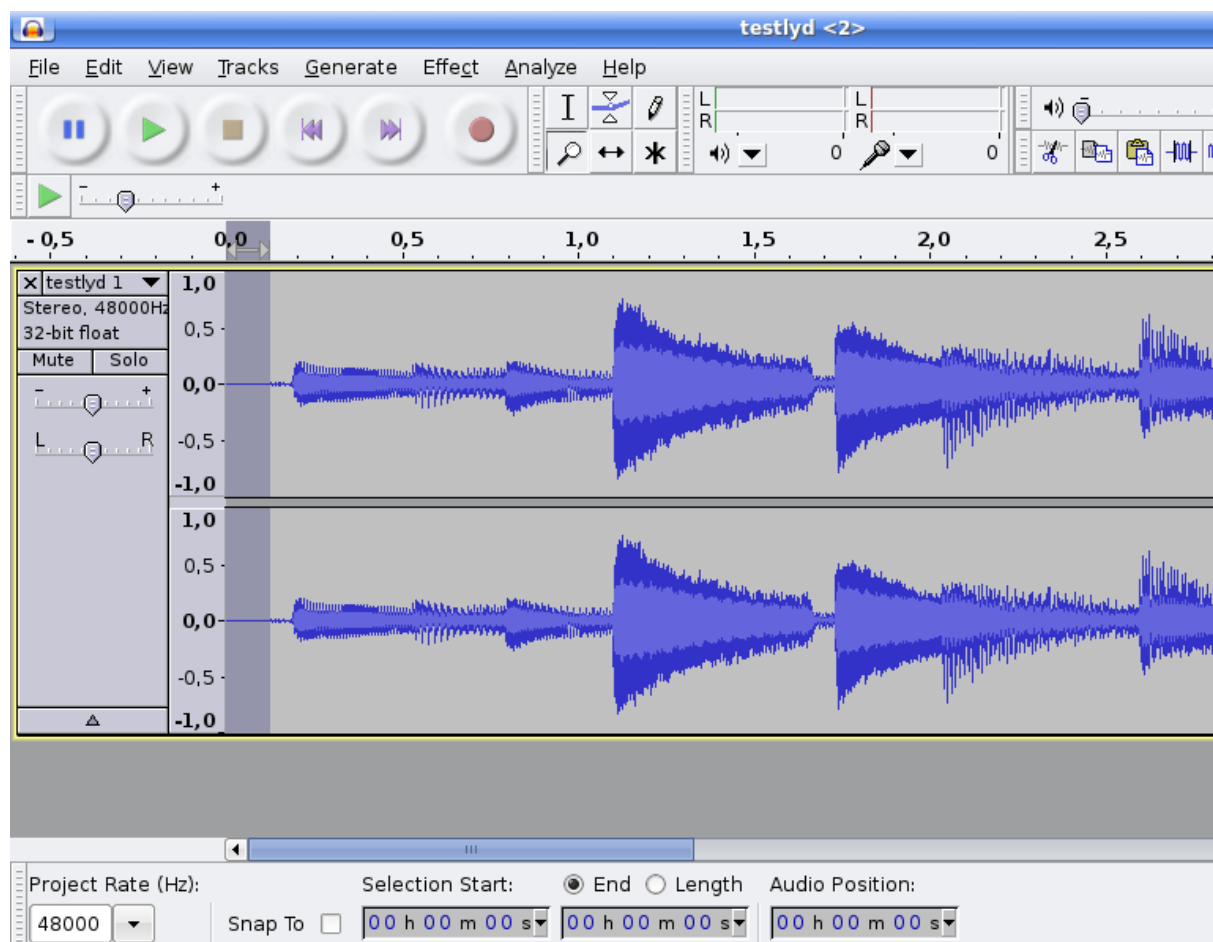 testlyd <2>
File Edit View Tracks Generate Effect Analyze Help
L
R
0
L
R
0
- +
- 0,5 0,0 0,5 1,0 1,5 2,0 2,5
testlyd 1
Stereo, 48000Hz
32-bit float
Mute Solo
- +
L R
1,0
0,5
0,0
-0,5
-1,0
1,0
0,5
0,0
-0,5
-1,0
Project Rate (Hz): Selection Start: End Length Audio Position:
48000 Snap To 00 h 00 m 00 s 00 h 00 m 00 s 00 h 00 m 00 s